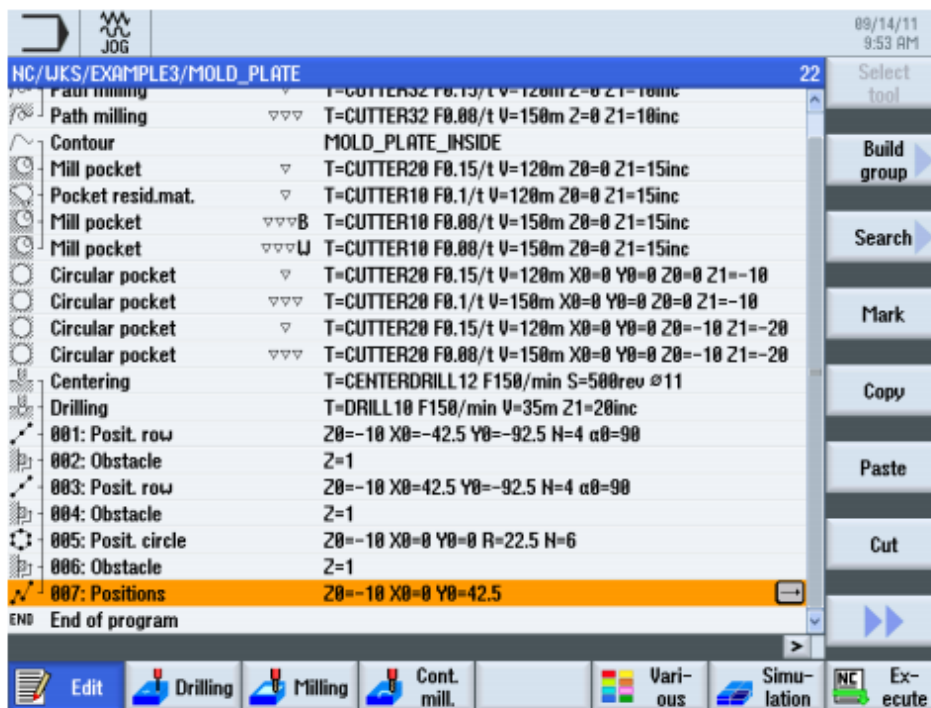 JOG
09/14/11
9:53 AM
NC/WKS/EXAMPLE3/MOLD_PLATE 22
Select tool
Path milling ▽ T=CUTTER32 F0.15/t V=120m Z=0 Z1=10inc
Path milling ▽▽▽ T=CUTTER32 F0.08/t V=150m Z=0 Z1=10inc
Contour MOLD_PLATE_INSIDE
Mill pocket ▽ T=CUTTER20 F0.15/t V=120m Z0=0 Z1=15inc
Pocket resid.mat. ▽ T=CUTTER10 F0.1/t V=120m Z0=0 Z1=15inc
Mill pocket ▽▽▽B T=CUTTER10 F0.08/t V=150m Z0=0 Z1=15inc
Mill pocket ▽▽▽W T=CUTTER10 F0.08/t V=150m Z0=0 Z1=15inc
Circular pocket ▽ T=CUTTER20 F0.15/t V=120m X0=0 Y0=0 Z0=0 Z1=-10
Circular pocket ▽▽▽ T=CUTTER20 F0.1/t V=150m X0=0 Y0=0 Z0=0 Z1=-10
Circular pocket ▽ T=CUTTER20 F0.15/t V=120m X0=0 Y0=0 Z0=-10 Z1=-20
Circular pocket ▽▽▽ T=CUTTER20 F0.08/t V=150m X0=0 Y0=0 Z0=-10 Z1=-20
Centering T=CENTERDRILL12 F150/min S=500rev ⌀11
Drilling T=DRILL10 F150/min V=35m Z1=20inc
001: Posit. row Z0=-10 X0=-42.5 Y0=-92.5 N=4 α0=90
002: Obstacle Z=1
003: Posit. row Z0=-10 X0=42.5 Y0=-92.5 N=4 α0=90
004: Obstacle Z=1
005: Posit. circle Z0=-10 X0=0 Y0=0 R=22.5 N=6
006: Obstacle Z=1
007: Positions Z0=-10 X0=0 Y0=42.5
END End of program
Build group
Search
Mark
Copy
Paste
Cut
>
Edit
Drilling
Milling
Cont. mill.
Vari-
ous
Simu-
lation
NC
Ex-
ecute